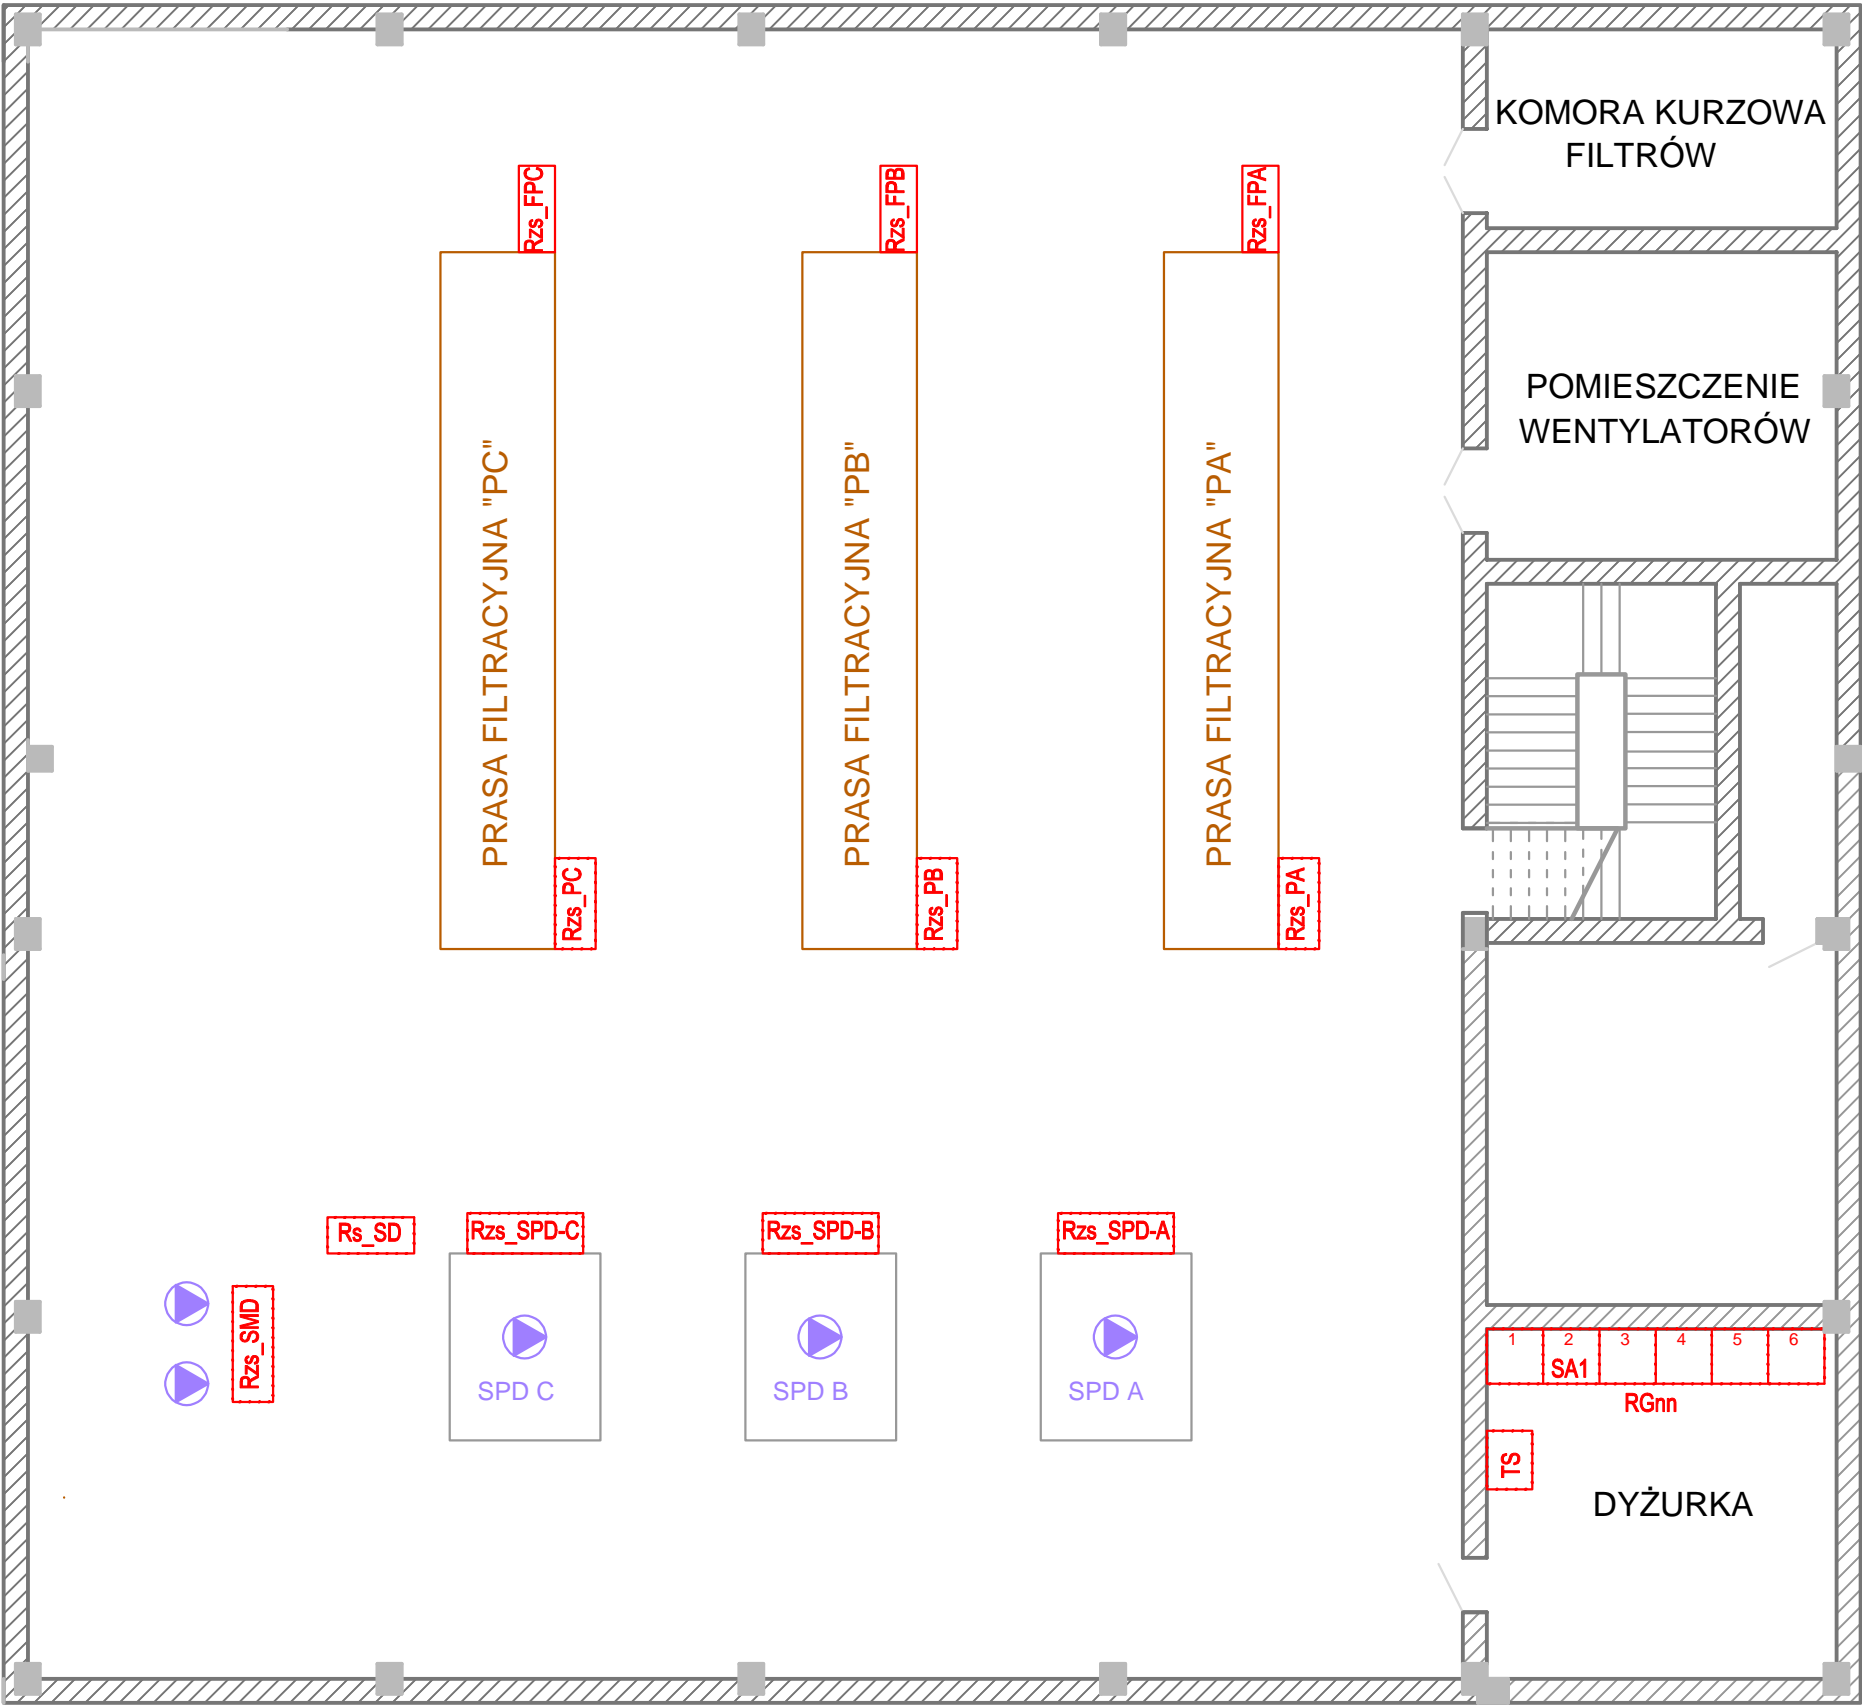 KOMORA KURZOWA
FILTRÓW
Rzs_FPC
Rzs_FPB
Rzs_FPA
POMIESZCZENIE
WENTYLATORÓW
PRASA FILTRACYJNA "PC"
PRASA FILTRACYJNA "PB"
PRASA FILTRACYJNA "PA"
Rzs_PC
Rzs_PB
Rzs_PA
Rs_SD
Rzs_SPD-C
Rzs_SPD-B
Rzs_SPD-A
Rzs_SMD
SPD C
SPD B
SPD A
1 2 3 4 5 6
SA1
RGnn
TS
DYŻURKA